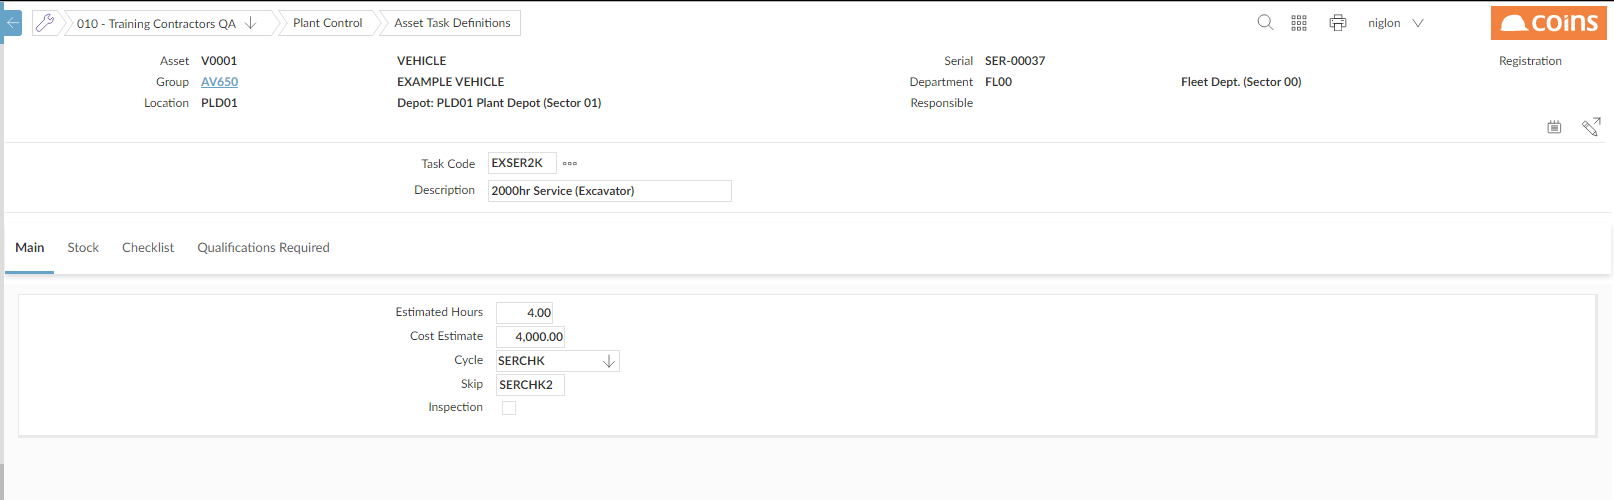 010 - Training Contractors QA Plant Control Asset Task Definitions niglon coins
Asset V0001 VEHICLE Serial SER-00037 Registration
Group AV650 EXAMPLE VEHICLE Department FL00 Fleet Dept. (Sector 00)
Location PLD01 Depot: PLD01 Plant Depot (Sector 01) Responsible
Task Code EXSER2K
Description 2000hr Service (Excavator)
Main Stock Checklist Qualifications Required
Estimated Hours 4.00
Cost Estimate 4,000.00
Cycle SERCHK
Skip SERCHK2
Inspection